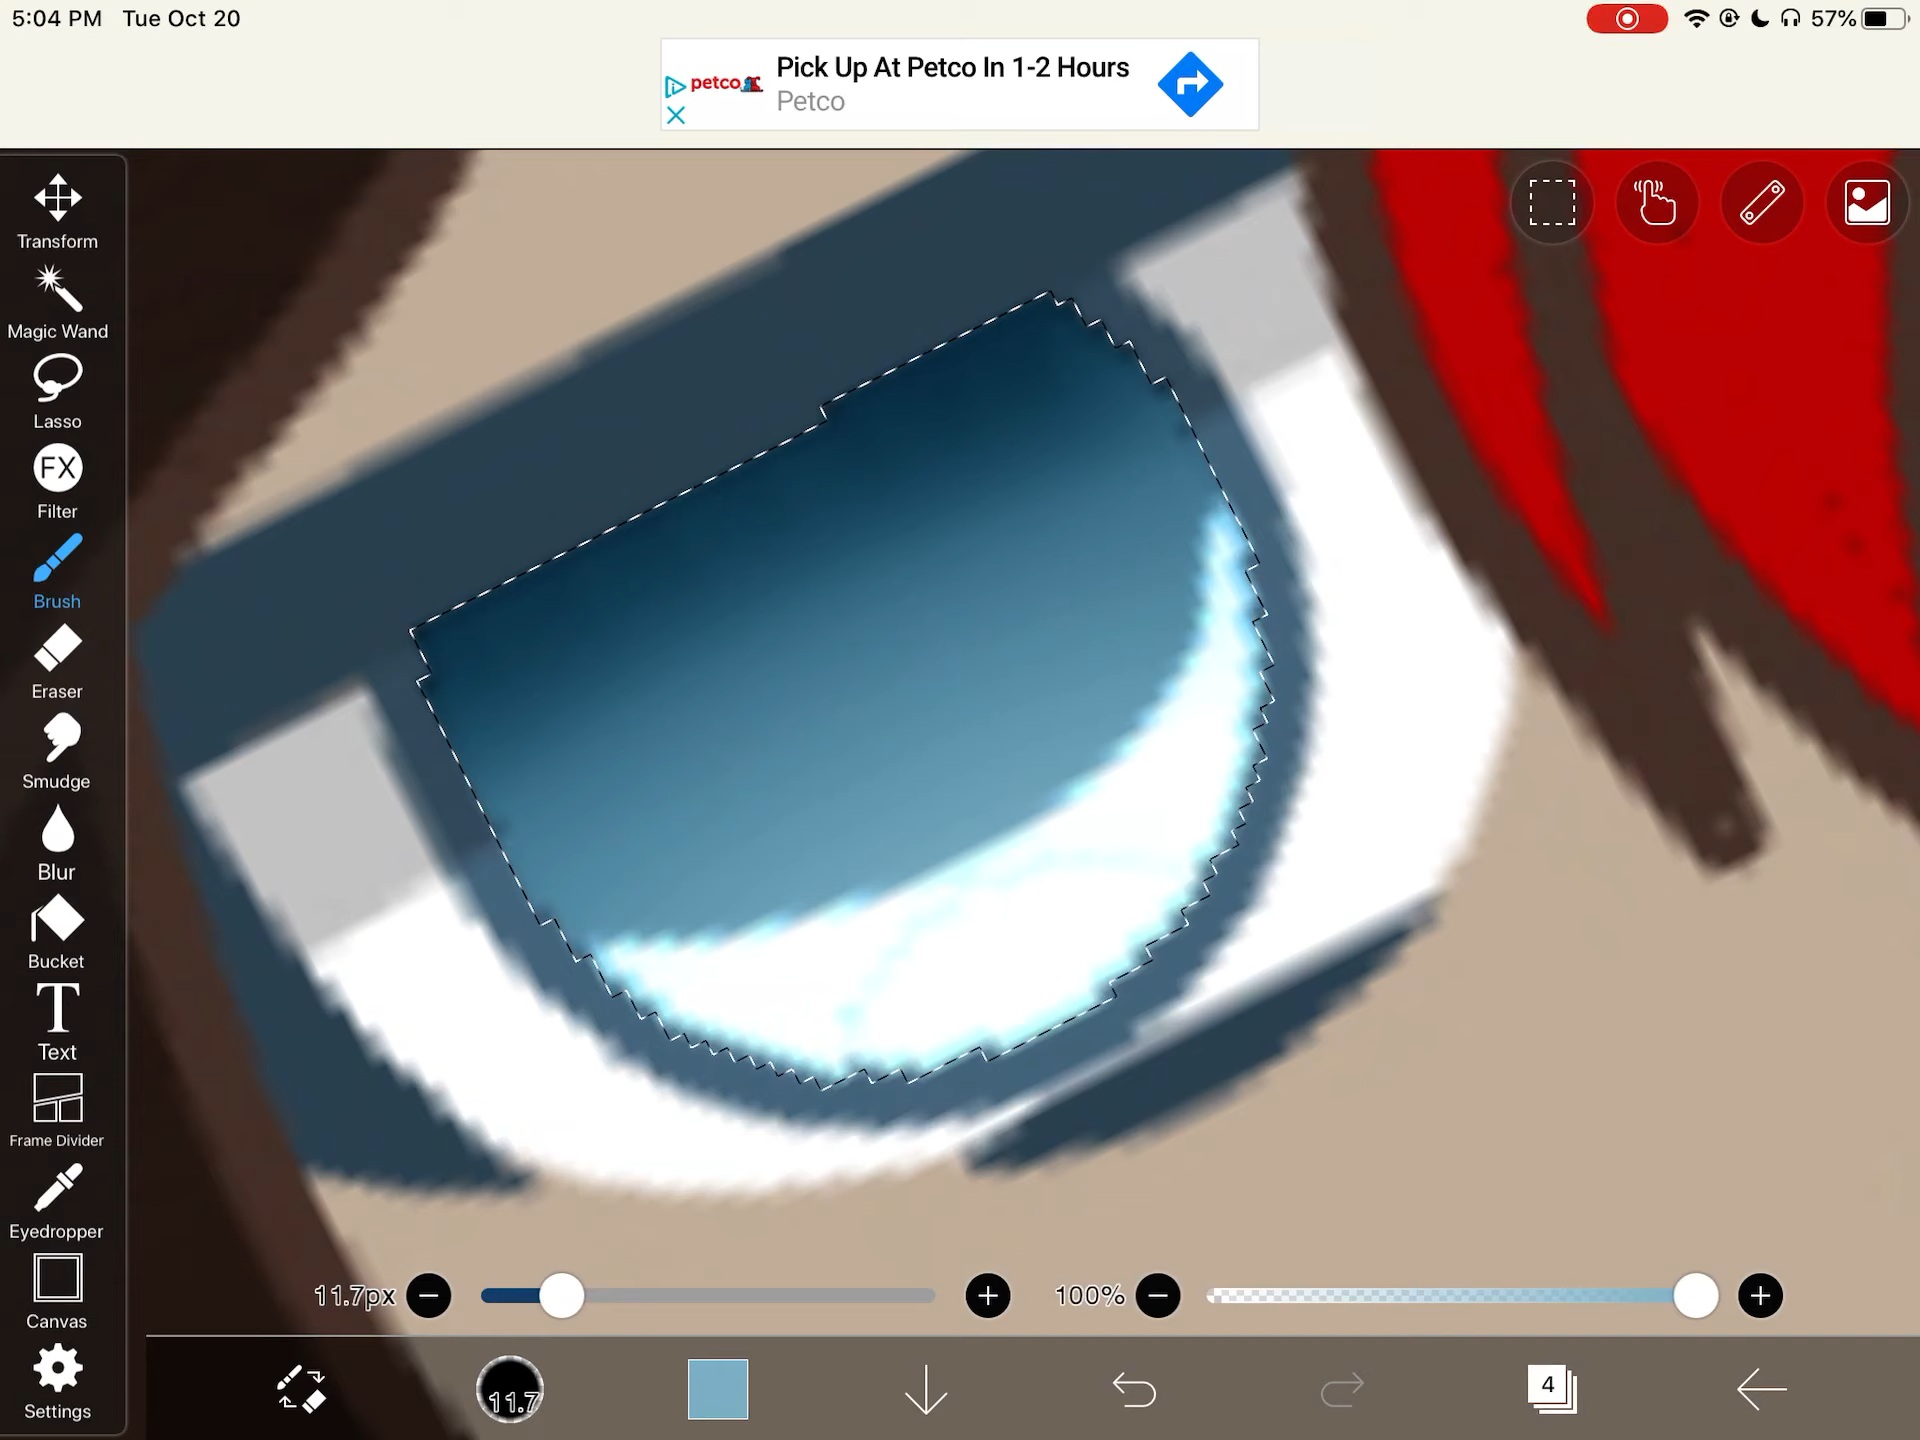 5:04 PM Tue Oct 20
57%
petco
Pick Up At Petco In 1-2 Hours
Petco
Transform
Magic Wand
Lasso
FX
Filter
Brush
Eraser
Smudge
Blur
Bucket
T
Text
Frame Divider
Eyedropper
Canvas
Settings
11.7px
100%
11.7
4